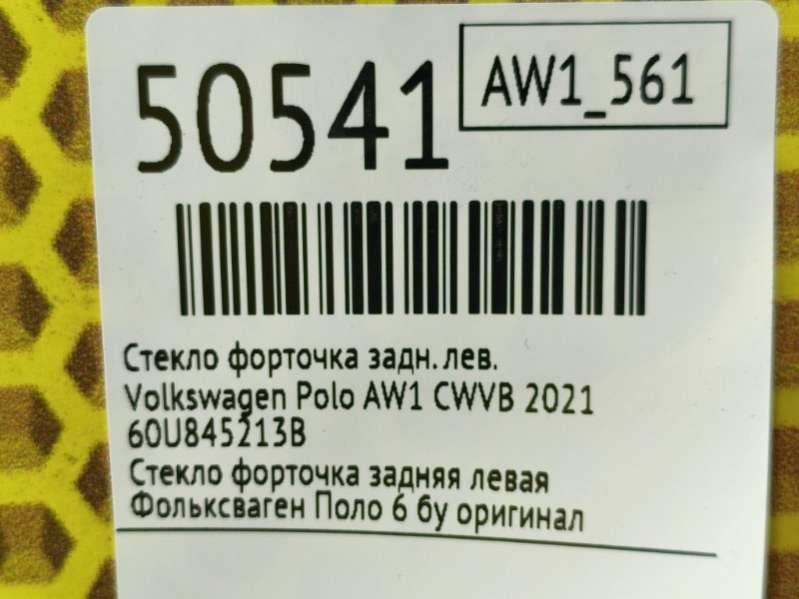 50541
AW1_561
Стекло форточка задн.лев.
Volkswagen Polo AW1 CWVB 2021
60U845213B
Стекло форточка задняя левая
Фольксваген Поло 6 бу оригинал